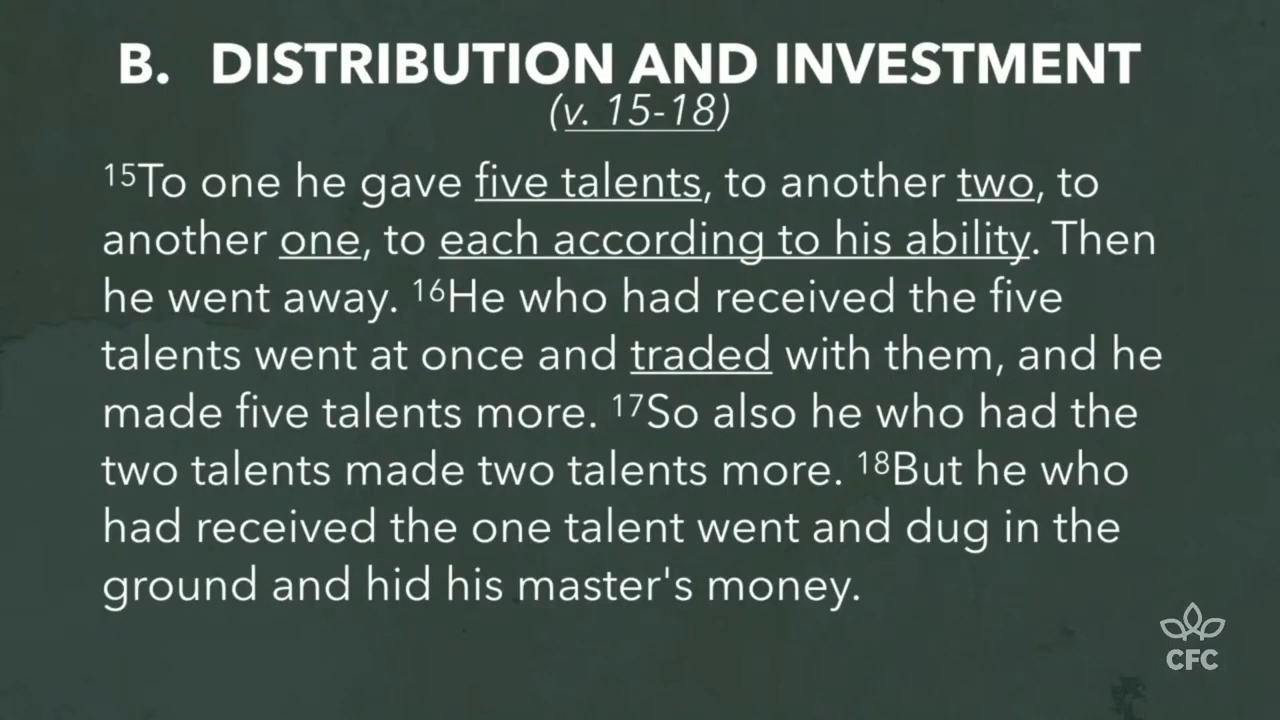 B. DISTRIBUTION AND INVESTMENT
(v. 15-18)
15To one he gave five talents, to another two, to
another one, to each according to his ability. Then
he went away. 16He who had received the five
talents went at once and traded with them, and he
made five talents more. 17So also he who had the
two talents made two talents more. 18But he who
had received the one talent went and dug in the
ground and hid his master's money.
CFC